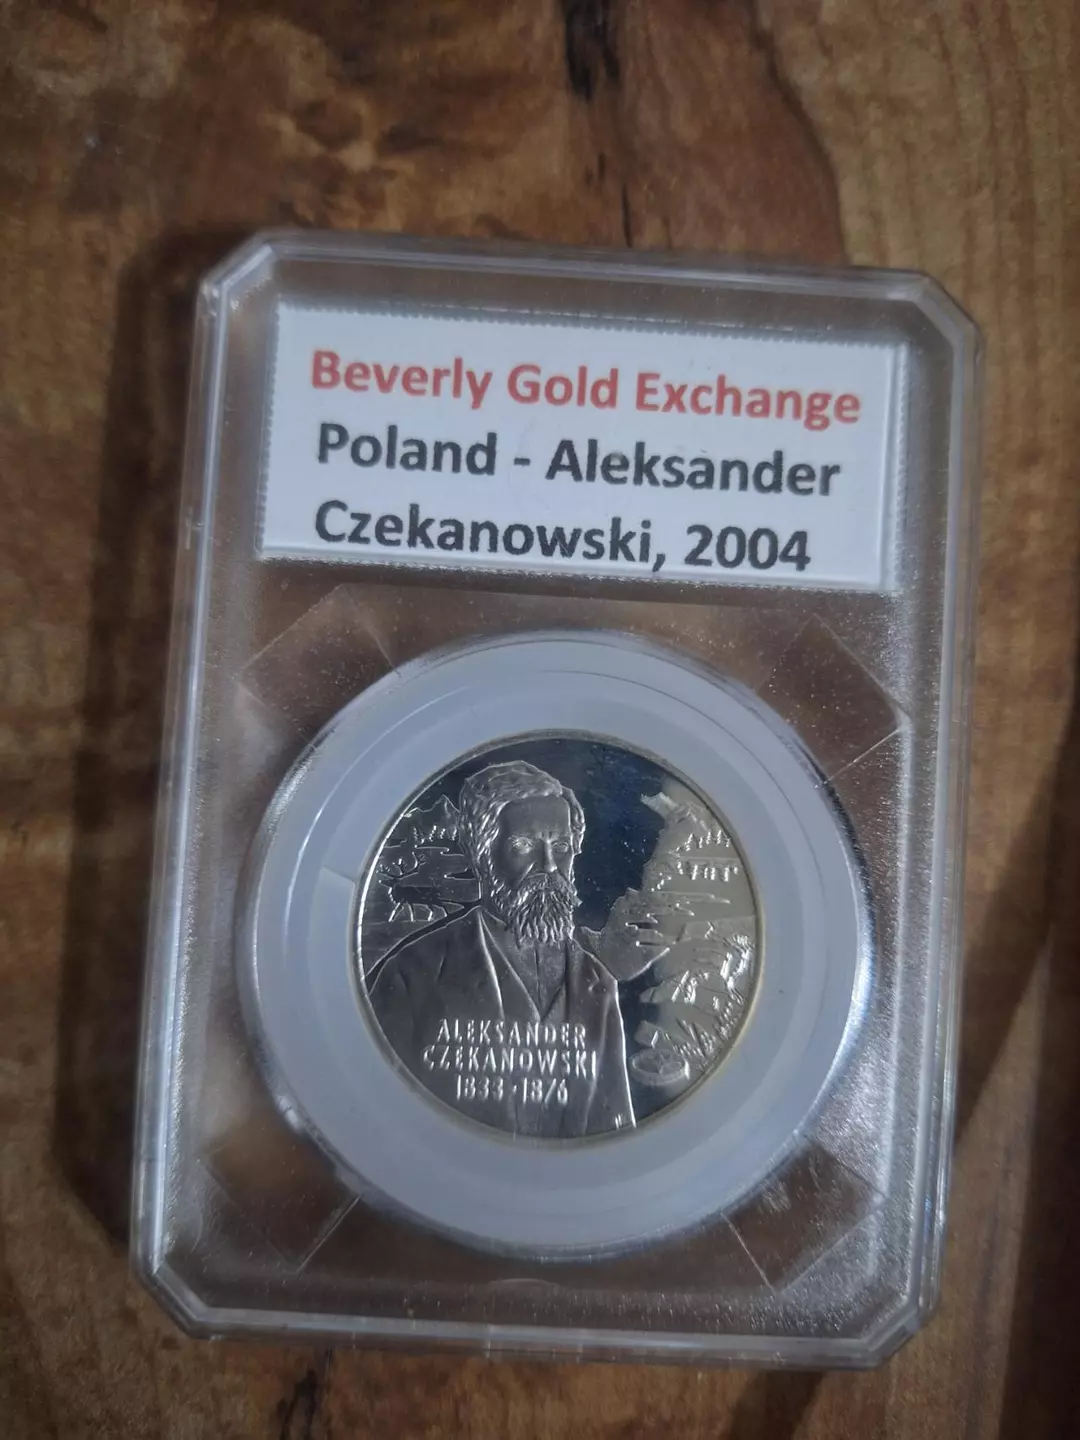 Beverly Gold Exchange
Poland - Aleksander
Czekanowski, 2004
ALEKSANDER
CZEKANOWSKI
1833·1876